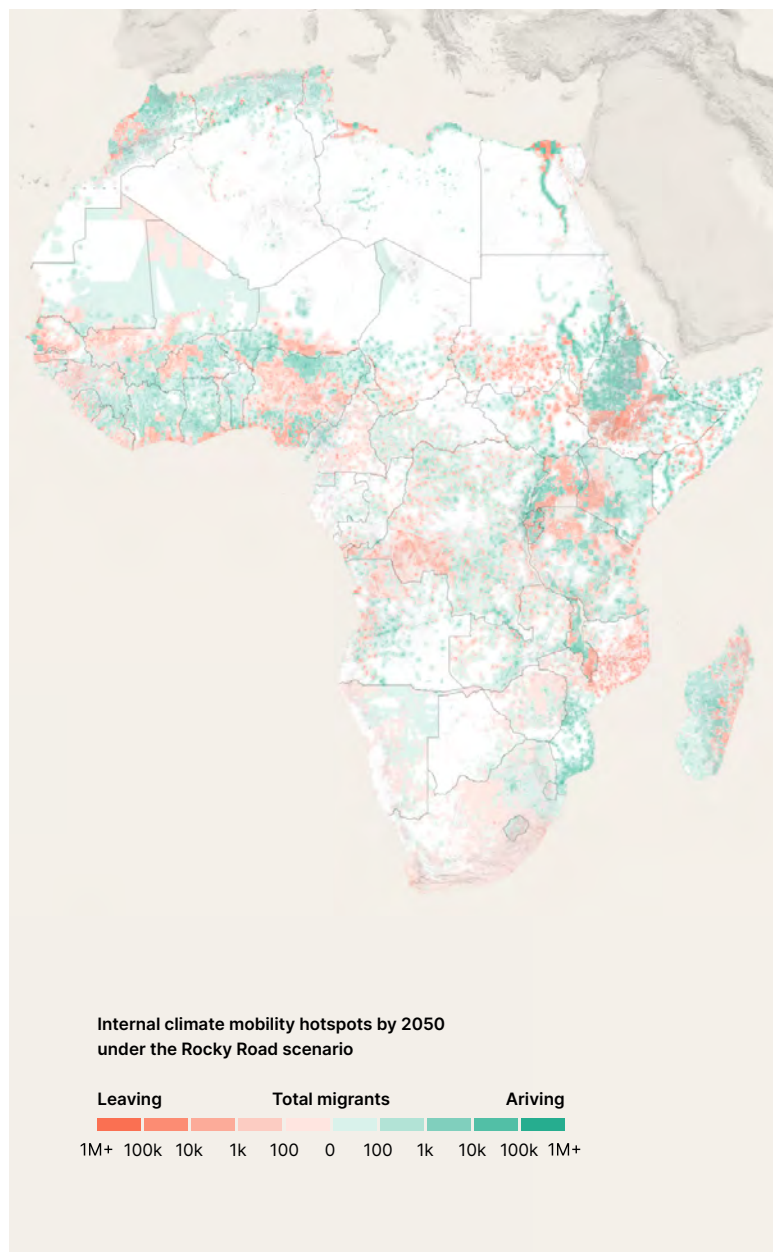 Internal climate mobility hotspots by 2050
under the Rocky Road scenario
Leaving Total migrants Ariving
1M+ 100k 10k 1k 100 0 100 1k 10k 100k 1M+